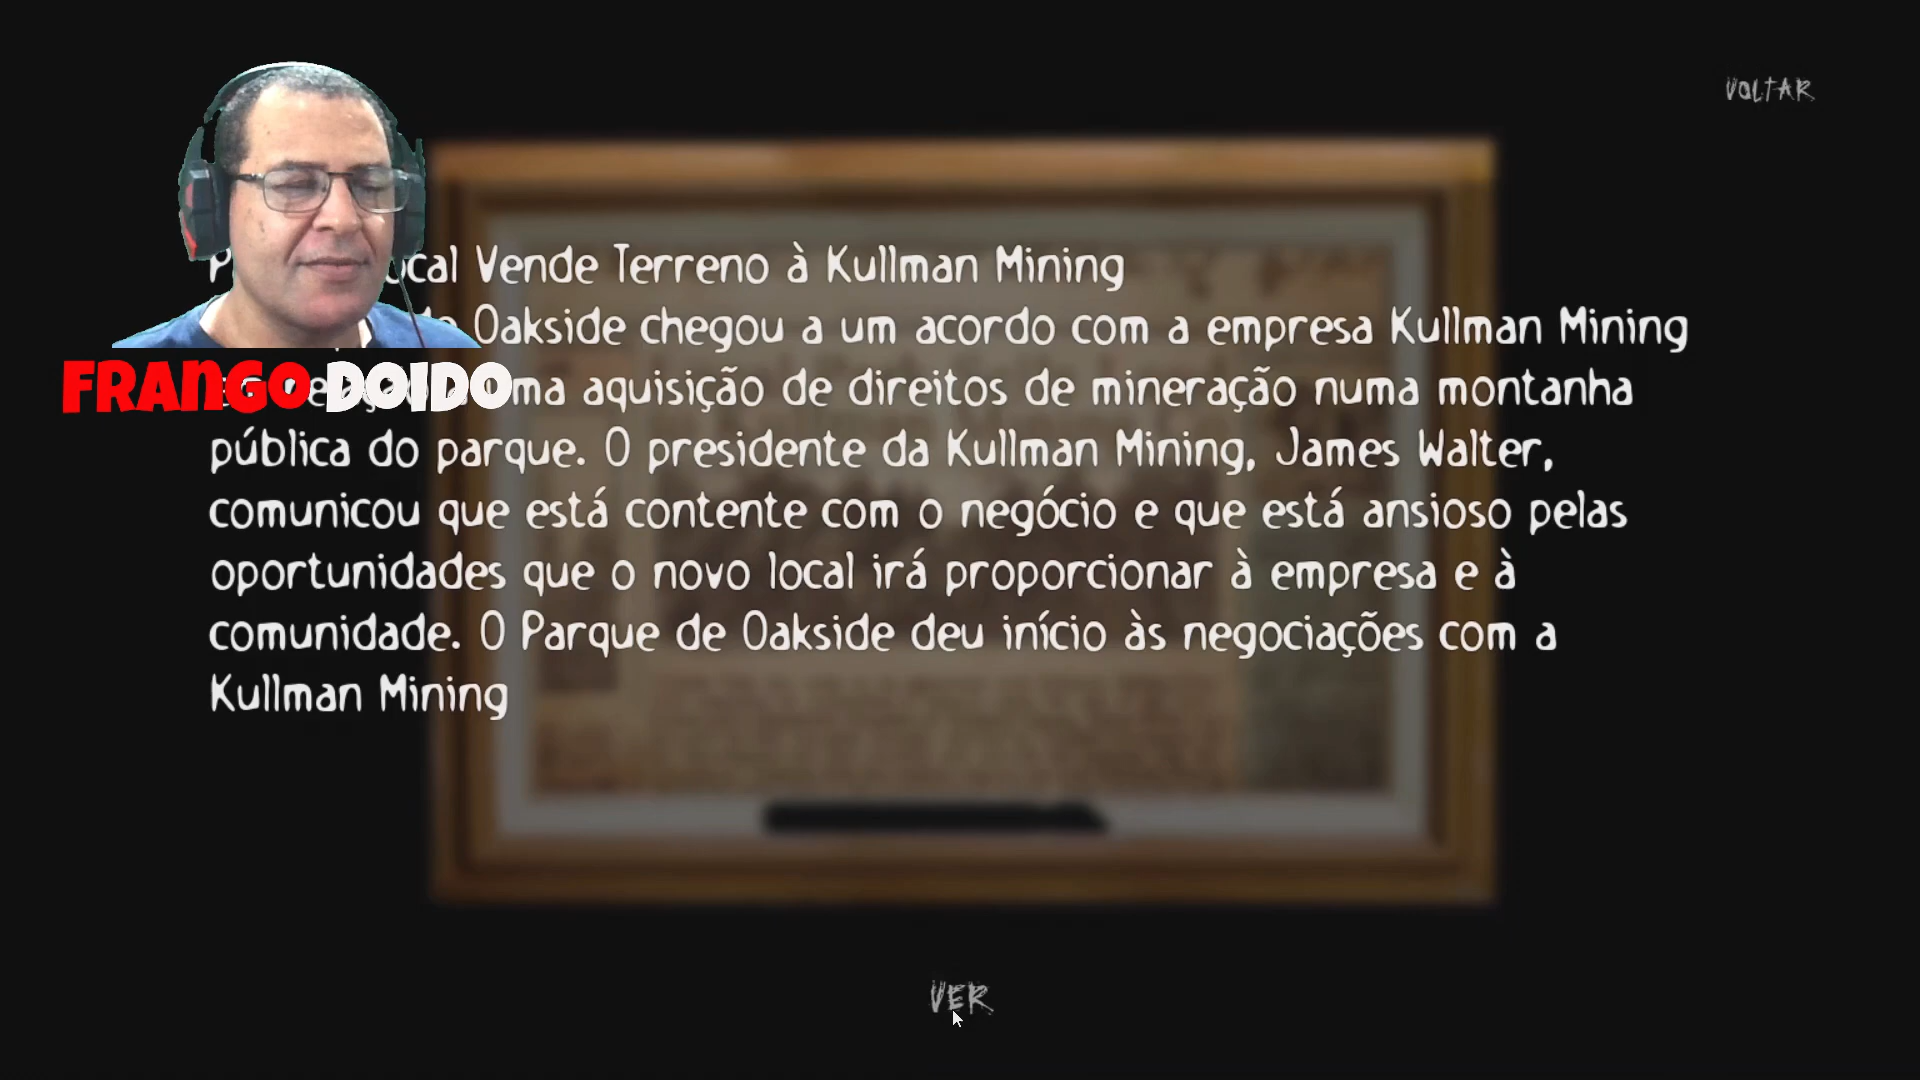 VOLTAR
Vende Terreno à Kullman Mining
Oakside chegou a um acordo com a empresa Kullman Mining
FRANGO DOIDO
aquisição de direitos de mineração numa montanha
pública do parque. O presidente da Kullman Mining, James Walter,
comunicou que está contente com o negócio e que está ansioso pelas
oportunidades que o novo local irá proporcionar à empresa e à
comunidade. O Parque de Oakside deu início às negociações com a
Kullman Mining
VER